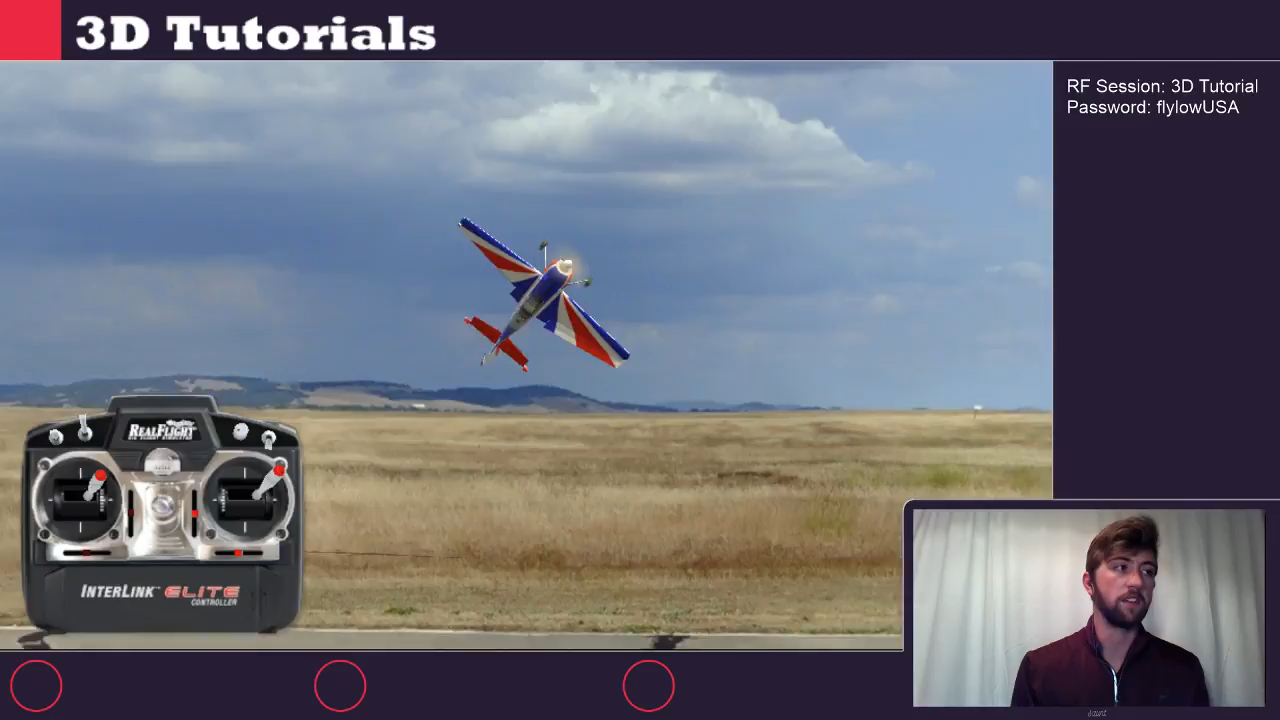 3D Tutorials
RF Session: 3D Tutorial
Password: flylowUSA
REALFLIGHT
INTERLINK ELITE
CONTROLLER